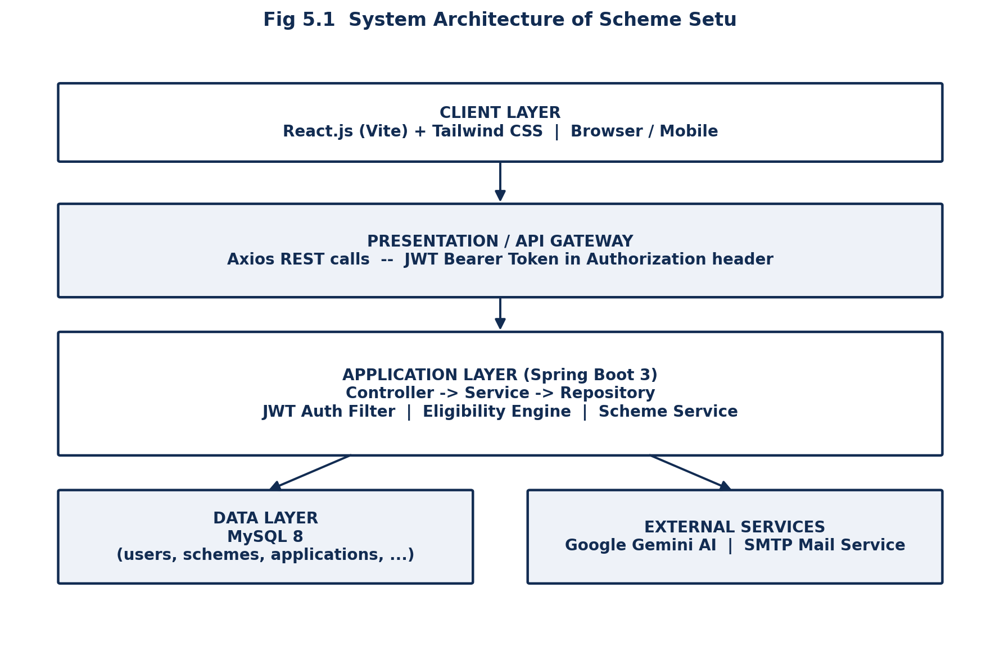 Fig 5.1  System Architecture of Scheme Setu
CLIENT LAYER
React.js (Vite) + Tailwind CSS  |  Browser / Mobile
PRESENTATION / API GATEWAY
Axios REST calls  --  JWT Bearer Token in Authorization header
APPLICATION LAYER (Spring Boot 3)
Controller -> Service -> Repository
JWT Auth Filter  |  Eligibility Engine  |  Scheme Service
DATA LAYER
MySQL 8
(users, schemes, applications, ...)
EXTERNAL SERVICES
Google Gemini AI  |  SMTP Mail Service